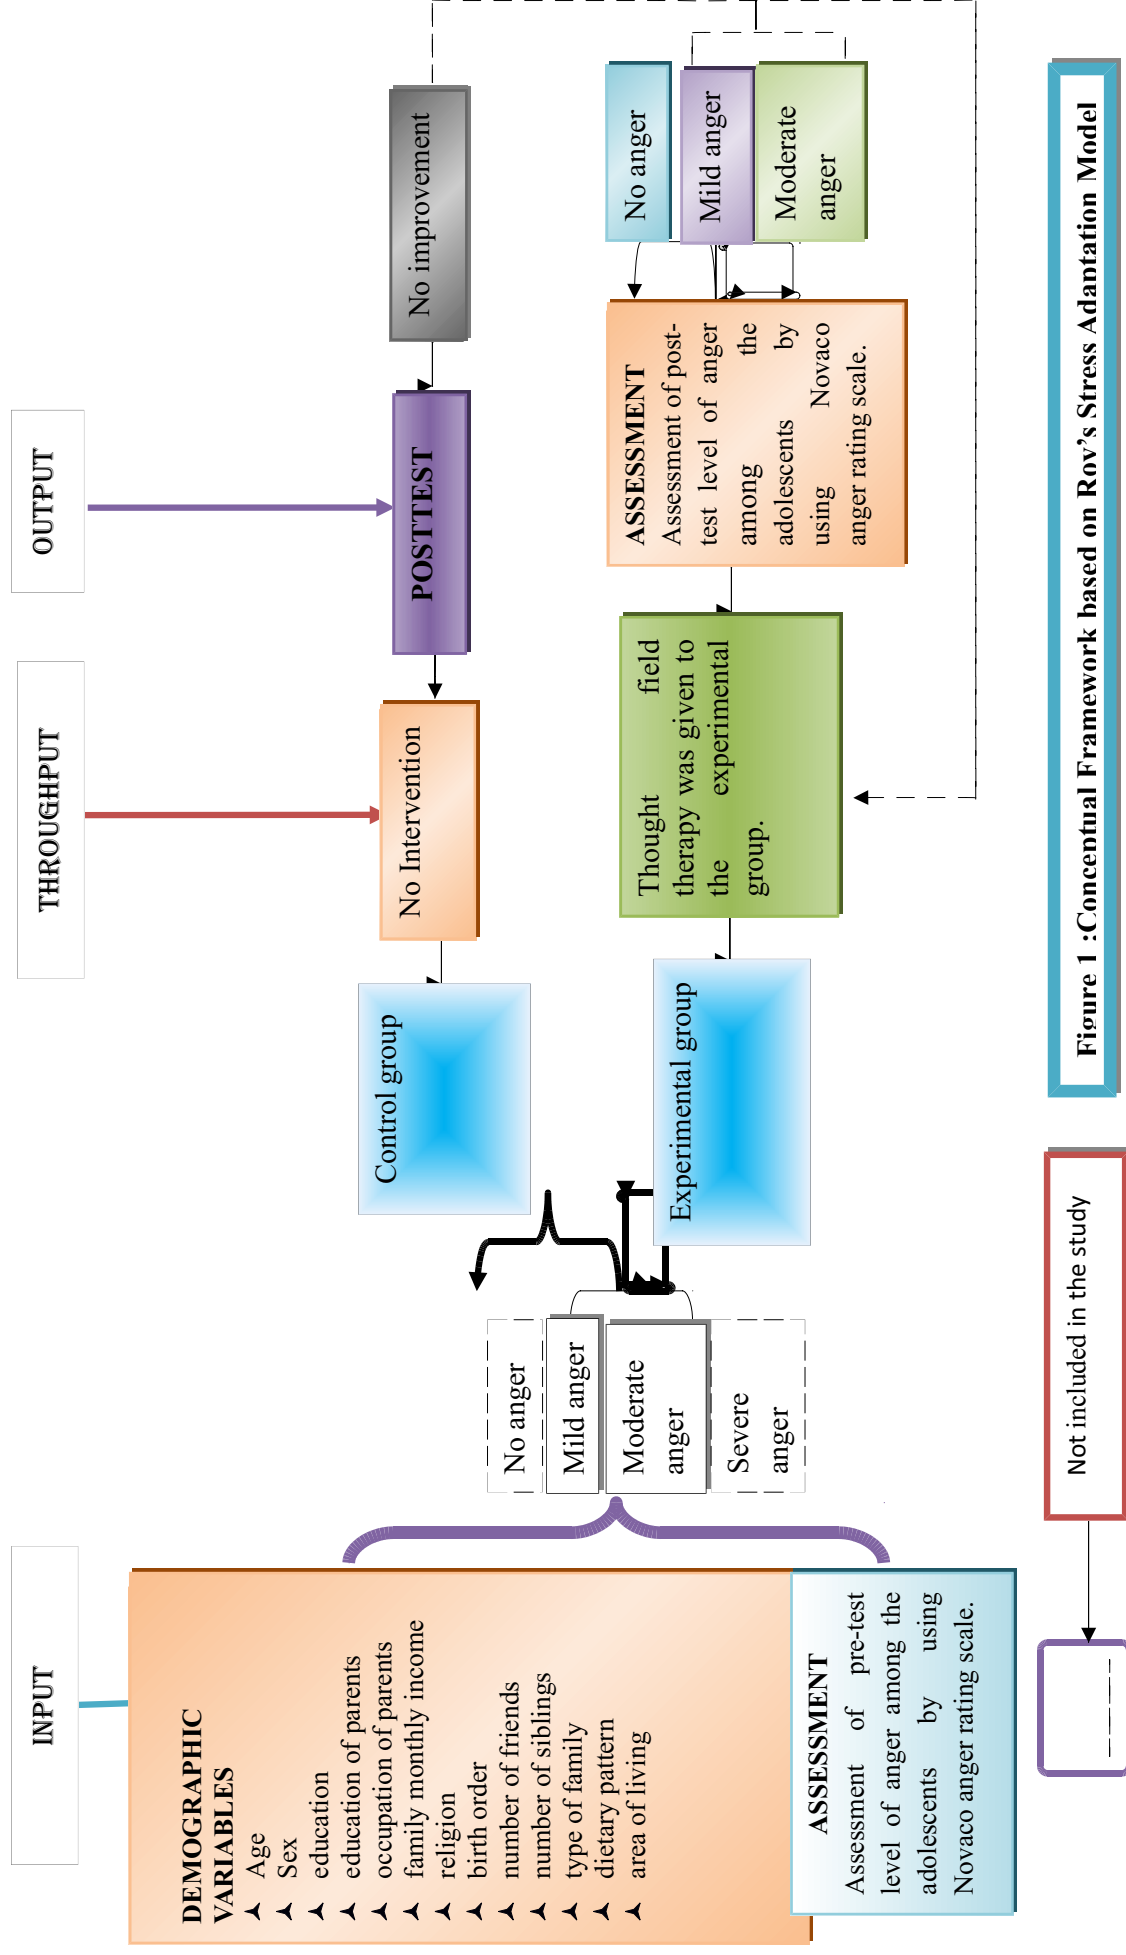 INPUT
THROUGHPUT
OUTPUT
DEMOGRAPHIC
VARIABLES
Age
Sex
education
education of parents
occupation of parents
family monthly income
religion
birth order
number of friends
number of siblings
type of family
dietary pattern
area of living
ASSESSMENT
Assessment of pre-test
level of anger among the
adolescents by using
Novaco anger rating scale.
No anger
Mild anger
Moderate
anger
Severe
anger
Control group
No Intervention
POSTTEST
No improvement
Experimental group
Thought field
therapy was given to
the experimental
group.
ASSESSMENT
Assessment of post-
test level of anger
among the
adolescents by
using Novaco
anger rating scale.
No anger
Mild anger
Moderate
anger
Not included in the study
Figure 1 :Conceptual Framework based on Roy's Stress Adaptation Model